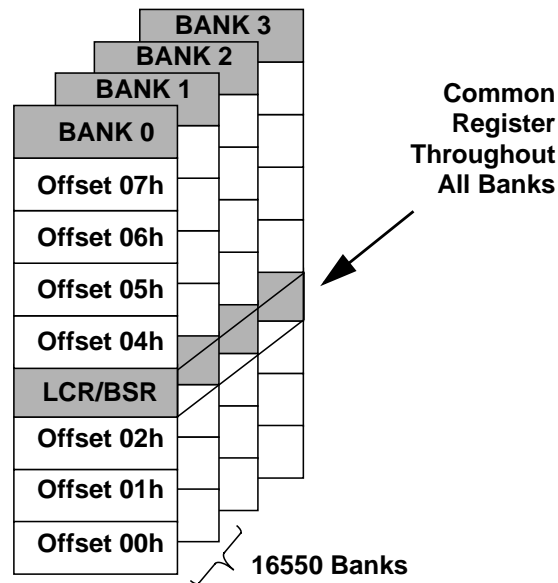 BANK 3
BANK 2
BANK 1
BANK 0
Common
Register
Throughout
All Banks
Offset 07h
Offset 06h
Offset 05h
Offset 04h
LCR/BSR
Offset 02h
Offset 01h
Offset 00h
16550 Banks